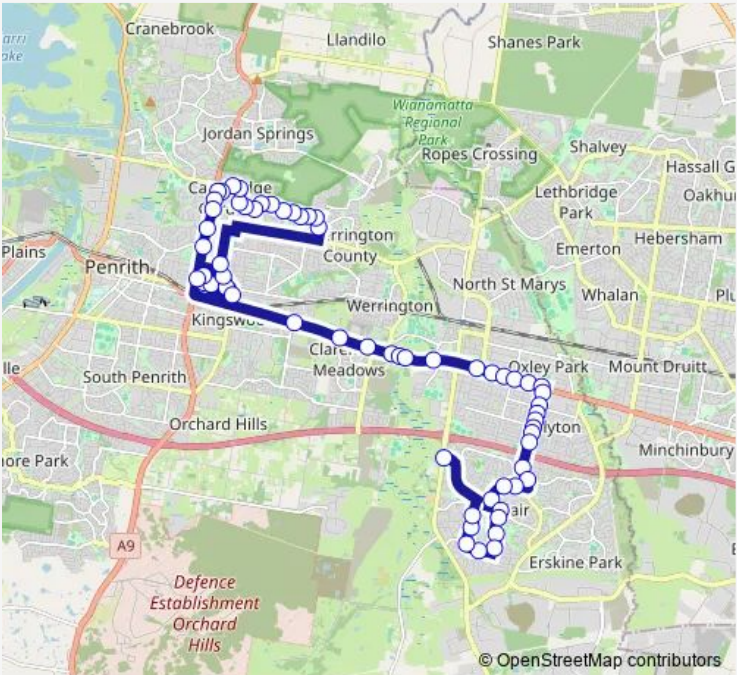 Cranebrook
Llandilo
Shanes Park
Wianamatta
Regional
Park
Jordan Springs
Ropes Crossing
Shalvey
Hassall G
Lethbridge
Park
Oakhu
rrington
County
Emerton
Hebersham
Plains
Penrith
North St Marys
Whalan
Plu
Werrington
Kingswo
Clare
Meadows
Oxley Park
Mount Druitt
lle
South Penrith
Orchard Hills
lyton
Minchinbury
nore Park
air
A9
Erskine Park
Defence
Establishment
Orchard
Hills
© OpenStreetMap contributors